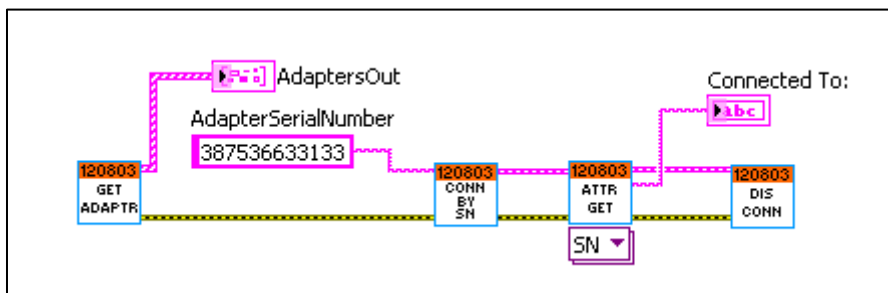 AdaptersOut
Connected To:
abc
AdapterSerialNumber
387536633133
120803
GET
ADAPTR
120803
CONN
BY
SN
120803
ATTR
GET
120803
DIS
CONN
SN